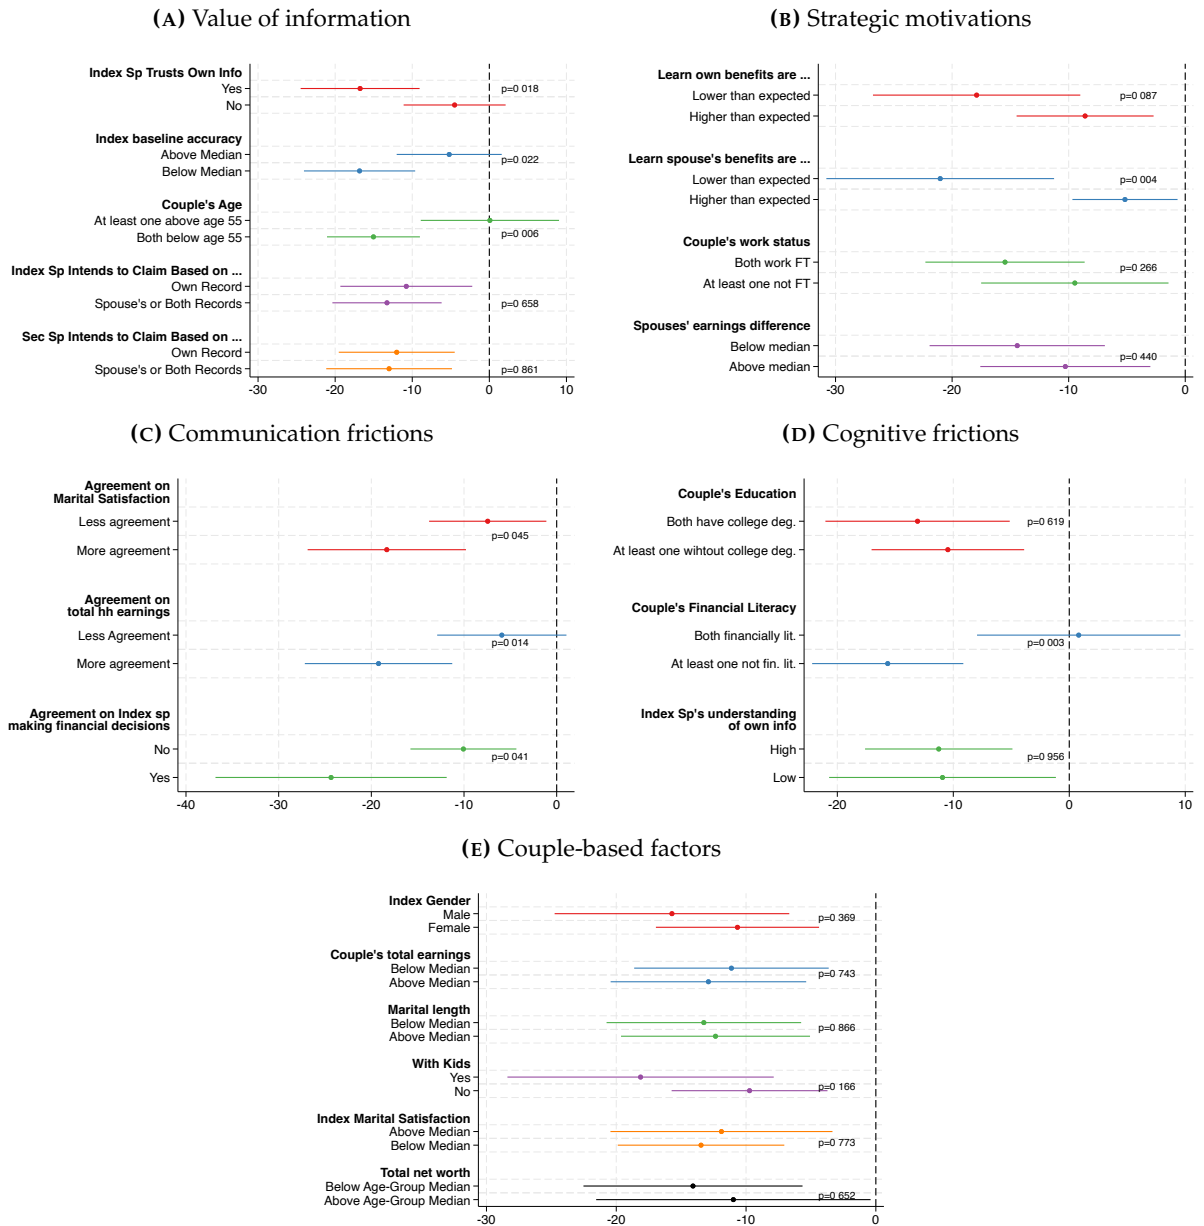 (A) Value of information
Index Sp Trusts Own Info
Yes
No
p=0 018
Index baseline accuracy
Above Median
Below Median
p=0 022
Couple's Age
At least one above age 55
Both below age 55
p=0 006
Index Sp Intends to Claim Based on ...
Own Record
Spouse's or Both Records
p=0 658
Sec Sp Intends to Claim Based on ...
Own Record
Spouse's or Both Records
p=0 861
-30 -20 -10 0 10
(B) Strategic motivations
Learn own benefits are ...
Lower than expected
Higher than expected
p=0 087
Learn spouse's benefits are ...
Lower than expected
Higher than expected
p=0 004
Couple's work status
Both work FT
At least one not FT
p=0 266
Spouses' earnings difference
Below median
Above median
p=0 440
-30 -20 -10 0
(C) Communication frictions
Agreement on
Marital Satisfaction
Less agreement
More agreement
p=0 045
Agreement on
total hh earnings
Less Agreement
More agreement
p=0 014
Agreement on Index sp
making financial decisions
No
Yes
p=0 041
-40 -30 -20 -10 0
(D) Cognitive frictions
Couple's Education
Both have college deg.
At least one wihtout college deg.
p=0 619
Couple's Financial Literacy
Both financially lit.
At least one not fin. lit.
p=0 003
Index Sp's understanding
of own info
High
Low
p=0 956
-20 -10 0 10
(E) Couple-based factors
Index Gender
Male
Female
p=0 369
Couple's total earnings
Below Median
Above Median
p=0 743
Marital length
Below Median
Above Median
p=0 866
With Kids
Yes
No
p=0 166
Index Marital Satisfaction
Above Median
Below Median
p=0 773
Total net worth
Below Age-Group Median
Above Age-Group Median
p=0 652
-30 -20 -10 0